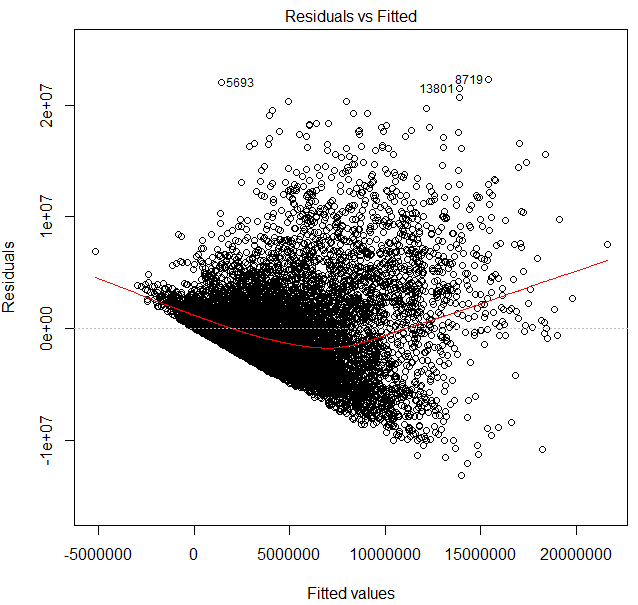 Residuals vs Fitted
5693
8719
13801
2e+07
1e+07
0e+00
-1e+07
Residuals
-5000000 0 5000000 10000000 15000000 20000000
Fitted values